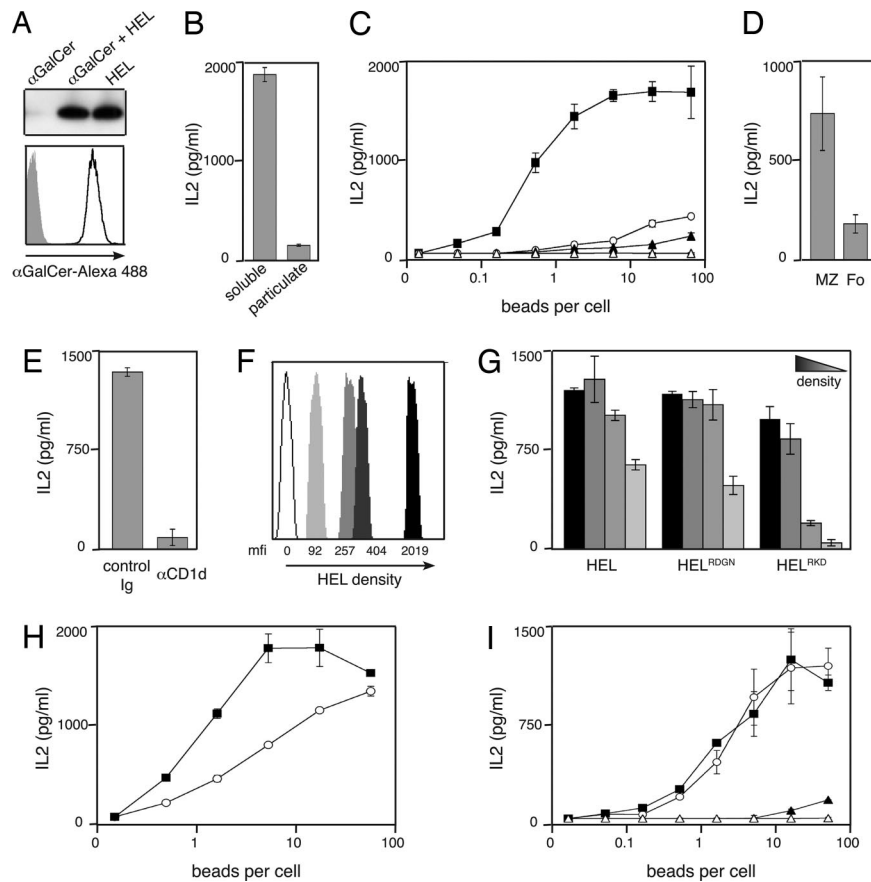 A
αGalCer
αGalCer + HEL
HEL
αGalCer-Alexa 488
B
IL2 (pg/ml)
2000
1000
0
soluble
particulate
C
IL2 (pg/ml)
2000
1000
0
0 0.1 1 10 100
beads per cell
D
IL2 (pg/ml)
1000
500
0
MZ Fo
E
IL2 (pg/ml)
1500
750
0
control Ig
αCD1d
F
mfi 0 92 257 404 2019
HEL density
G
IL2 (pg/ml)
1500
750
0
density
HEL HEL^RDGN HEL^RKD
H
IL2 (pg/ml)
2000
1000
0
0 1 10 100
beads per cell
I
IL2 (pg/ml)
1500
750
0
0 0.1 1 10 100
beads per cell